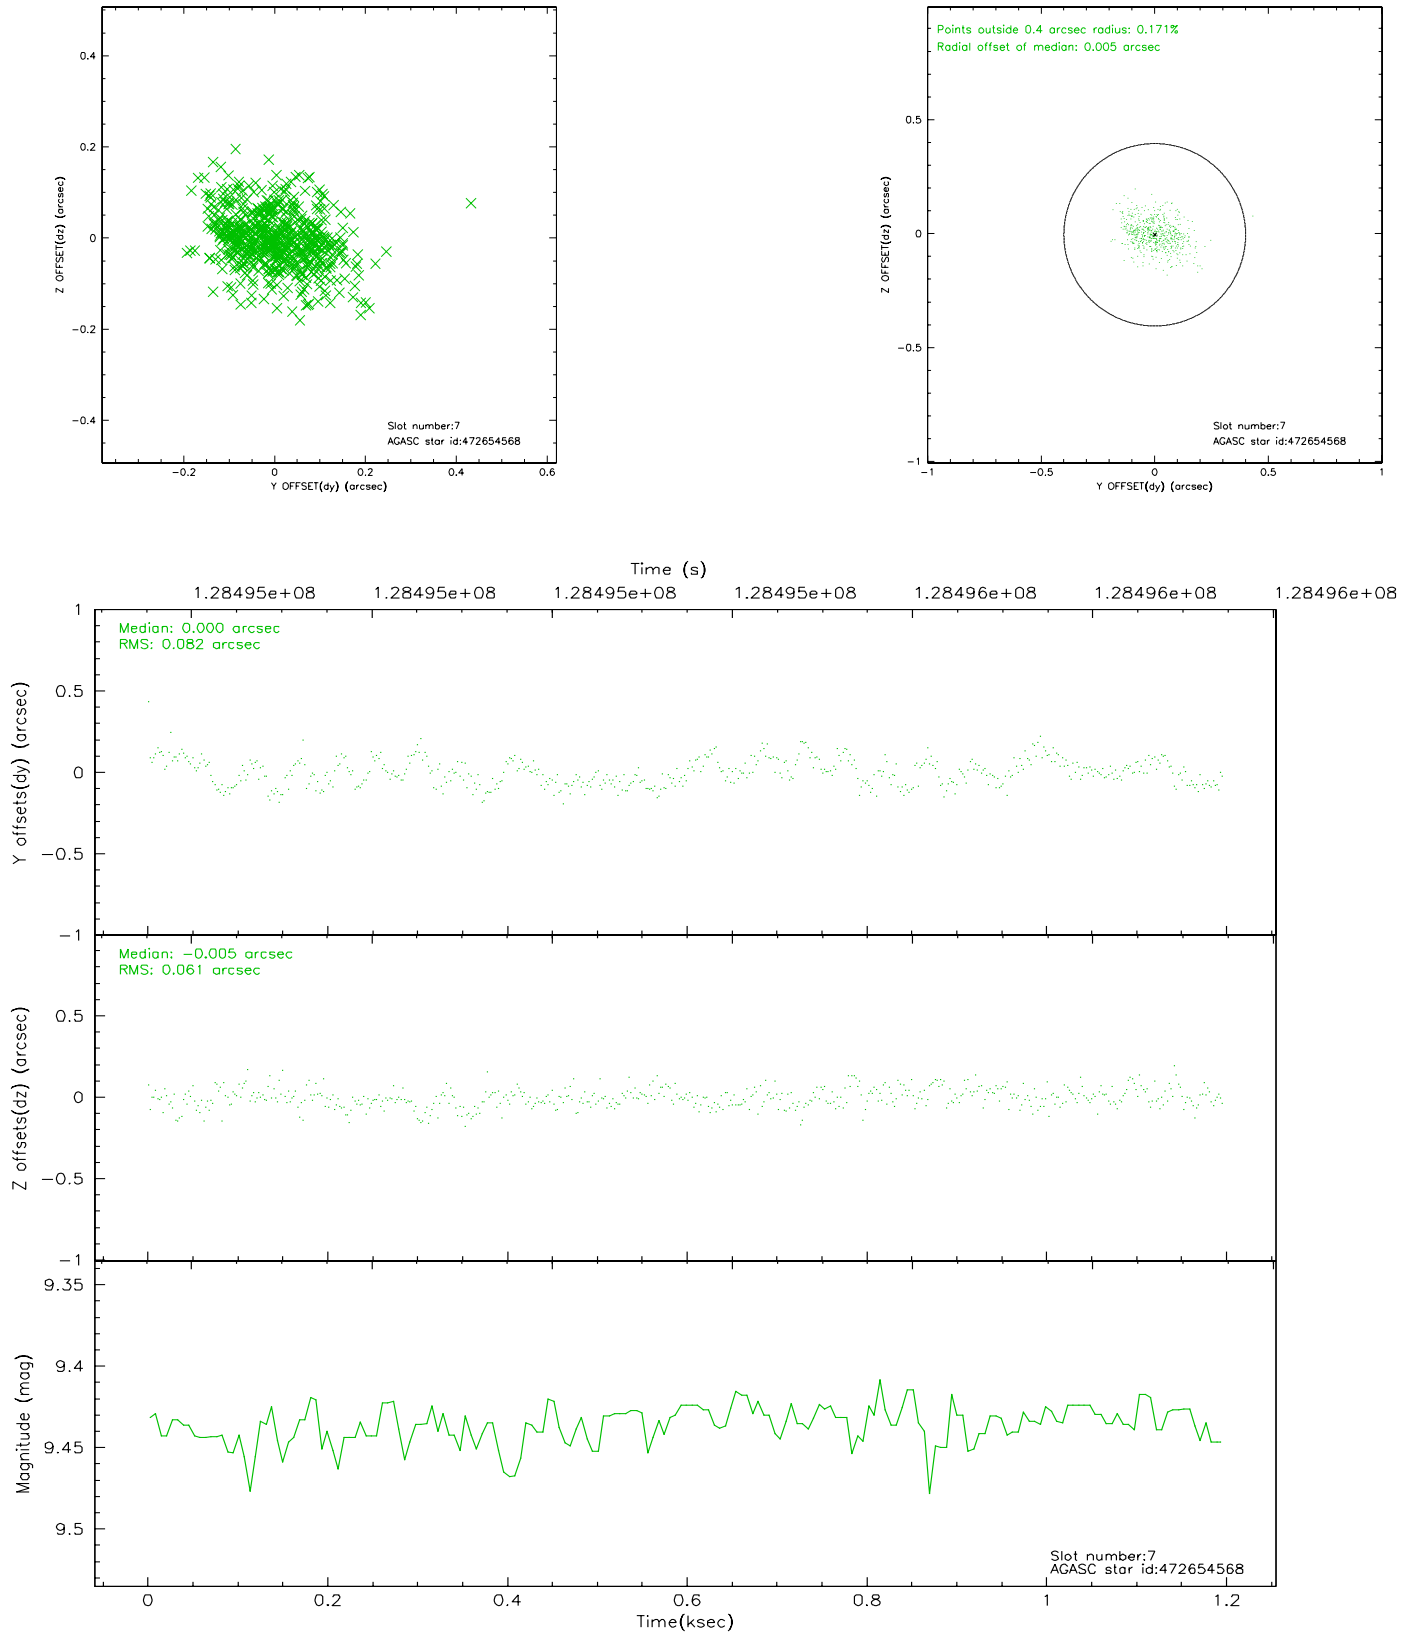 0.4
0.2
0
-0.2
-0.4
Z OFFSET(dz) (arcsec)
Slot number:7
AGASC star id:472654568
-0.2 0 0.2 0.4 0.6
Y OFFSET(dy) (arcsec)
Points outside 0.4 arcsec radius: 0.171%
Radial offset of median: 0.005 arcsec
0.5
0
-0.5
-1
Z OFFSET(dz) (arcsec)
Slot number:7
AGASC star id:472654568
-1 -0.5 0 0.5 1
Y OFFSET(dy) (arcsec)
Time (s)
1.28495e+08 1.28495e+08 1.28495e+08 1.28495e+08 1.28496e+08 1.28496e+08 1.28496e+08
Median: 0.000 arcsec
RMS: 0.082 arcsec
1
0.5
0
-0.5
-1
Y offsets(dy) (arcsec)
Median: -0.005 arcsec
RMS: 0.061 arcsec
0.5
0
-0.5
-1
Z offsets(dz) (arcsec)
9.35
9.4
9.45
9.5
Magnitude (mag)
Slot number:7
AGASC star id:472654568
0 0.2 0.4 0.6 0.8 1 1.2
Time(ksec)